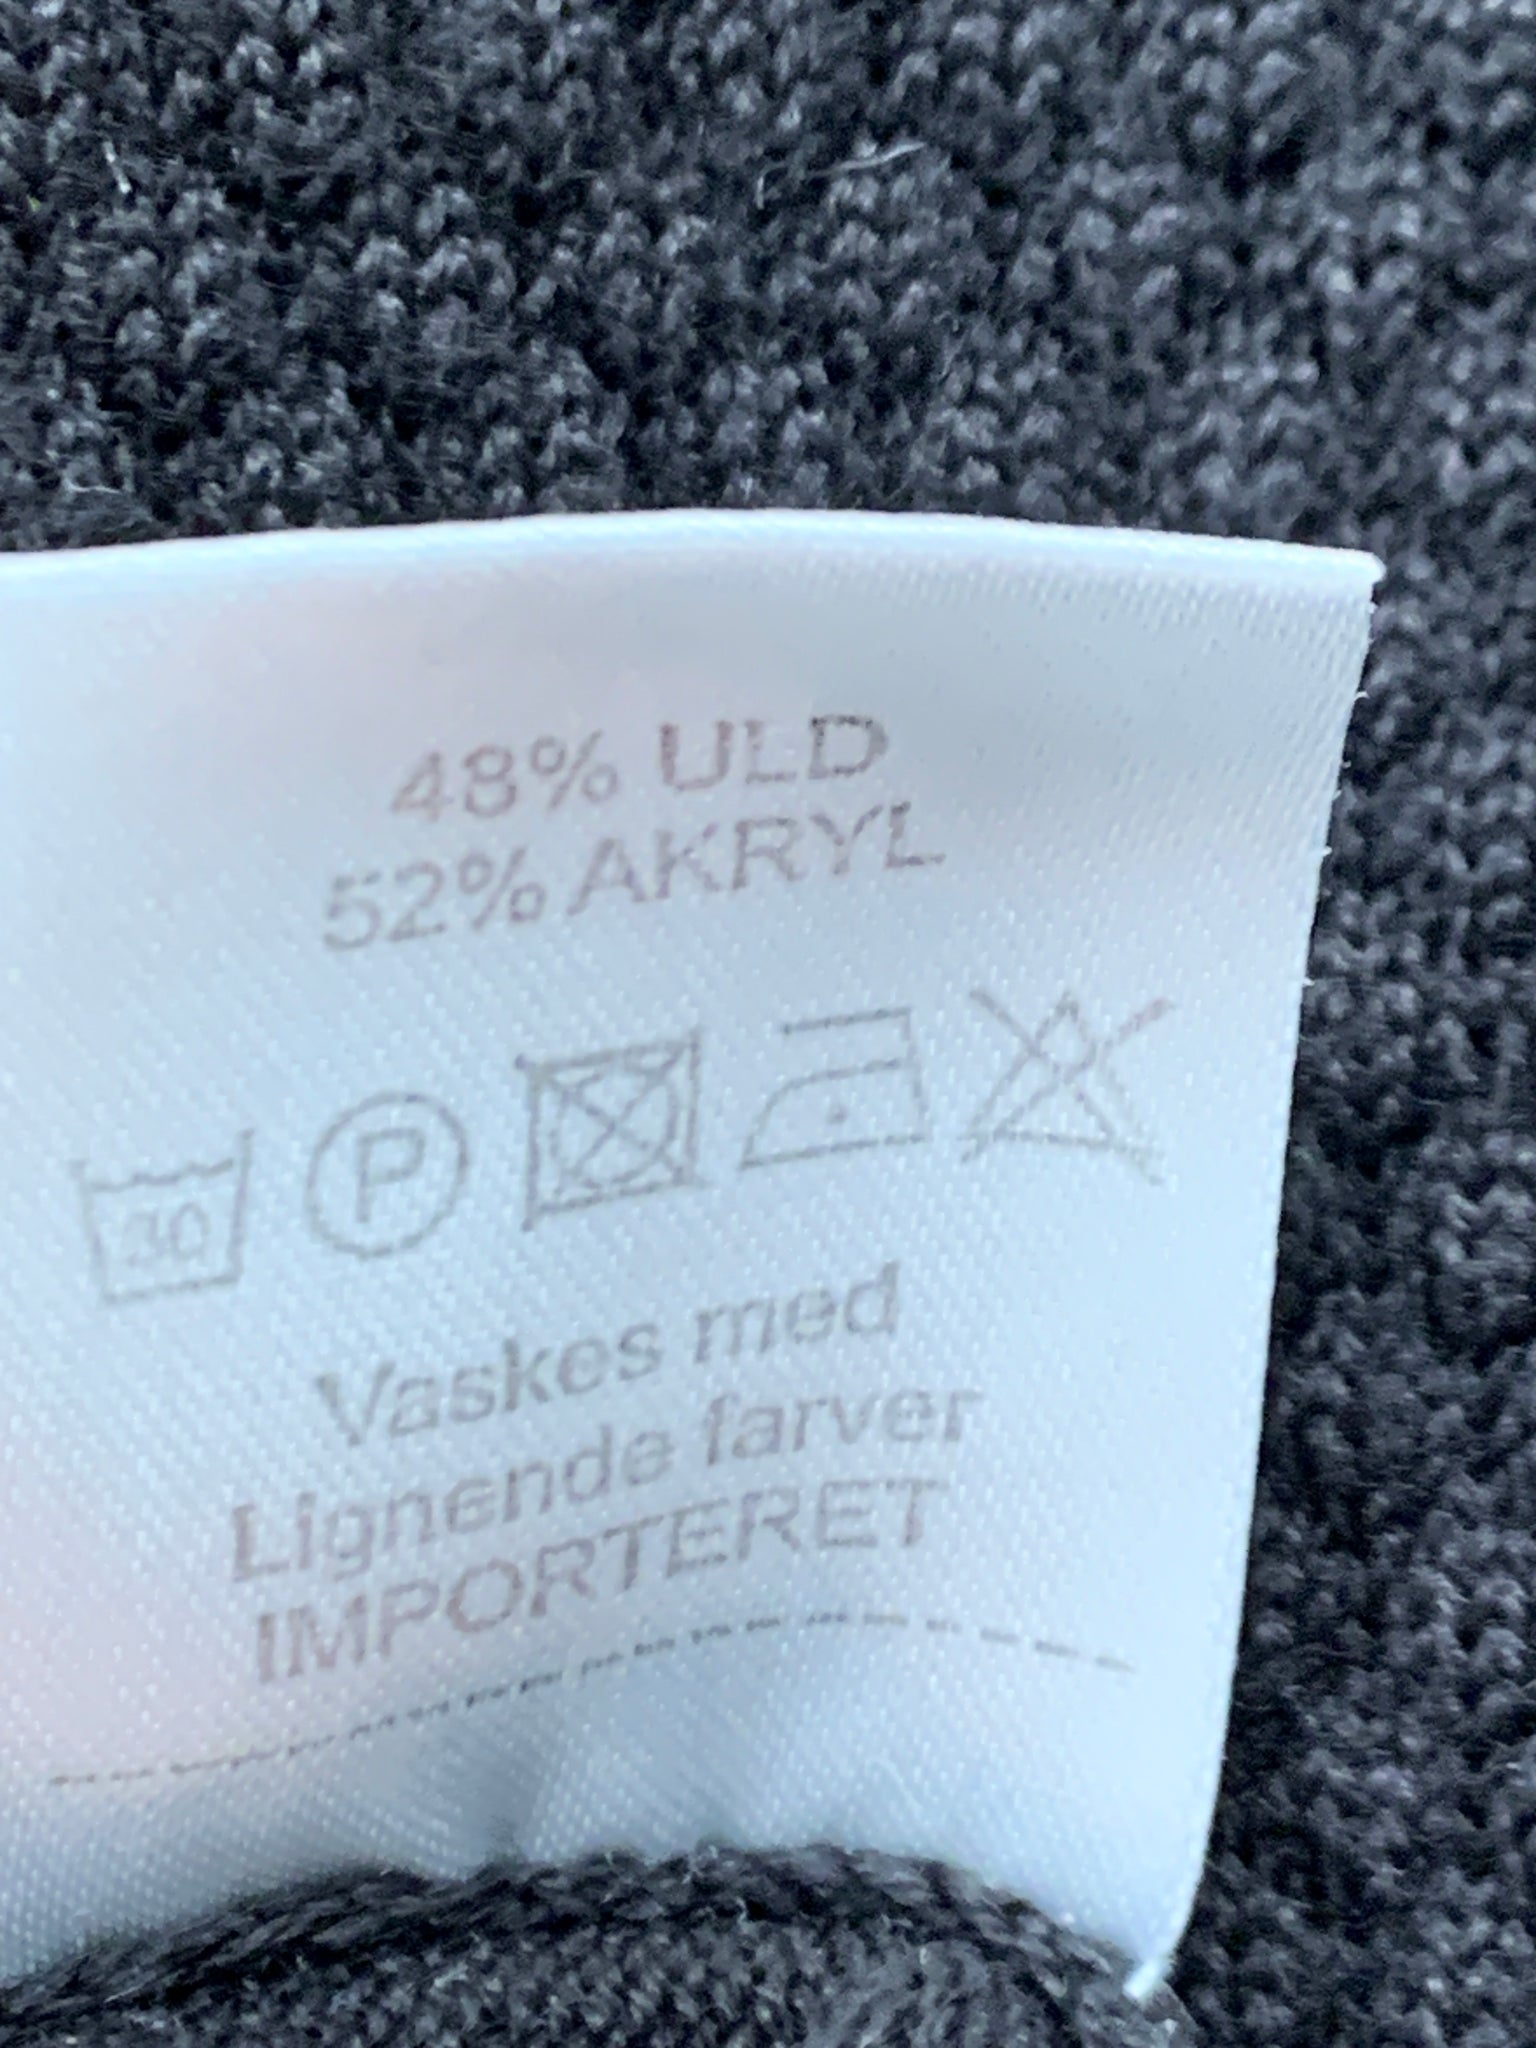 48% ULD
52% AKRYL
30 P
Vaskes med
Lignende farver
IMPORTERET